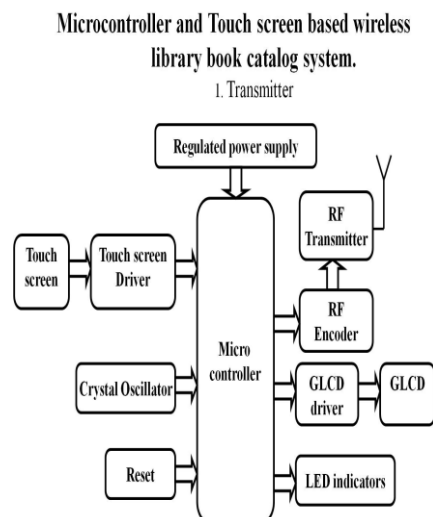 Microcontroller and Touch screen based wireless
library book catalog system.
1. Transmitter
Regulated power supply
RF
Transmitter
Touch
screen
Touch screen
Driver
RF
Encoder
Micro
controller
Crystal Oscillator
GLCD
driver
GLCD
Reset
LED indicators